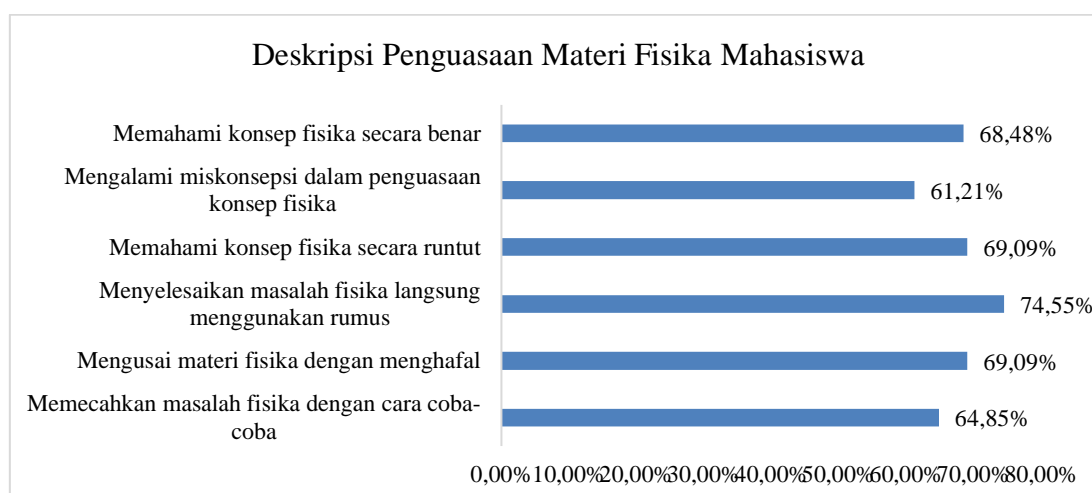 Deskripsi Penguasaan Materi Fisika Mahasiswa
Memahami konsep fisika secara benar
68,48%
Mengalami miskonsepsi dalam penguasaan
konsep fisika
61,21%
Memahami konsep fisika secara runtut
69,09%
Menyelesaikan masalah fisika langsung
menggunakan rumus
74,55%
Mengusai materi fisika dengan menghafal
69,09%
Memecahkan masalah fisika dengan cara coba-
coba
64,85%
0,00% 10,00% 20,00% 30,00% 40,00% 50,00% 60,00% 70,00% 80,00%